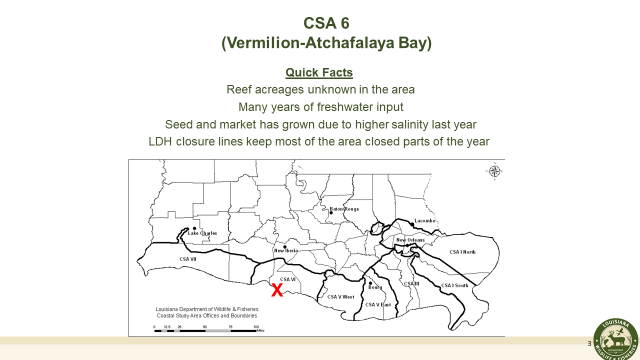 CSA 6
(Vermilion-Atchafalaya Bay)
Quick Facts
Reef acreages unknown in the area
Many years of freshwater input
Seed and market has grown due to higher salinity last year
LDH closure lines keep most of the area closed parts of the year
Baton Rouge
Lacombe
Lake Charles
New Orleans
New Iberia
CSA I North
CSA VII
CSA VI
X
Bourg
CSA III
CSA I South
CSA V West
CSA V East
Louisiana Department of Wildlife & Fisheries
Coastal Study Area Offices and Boundaries
3
LOUISIANA